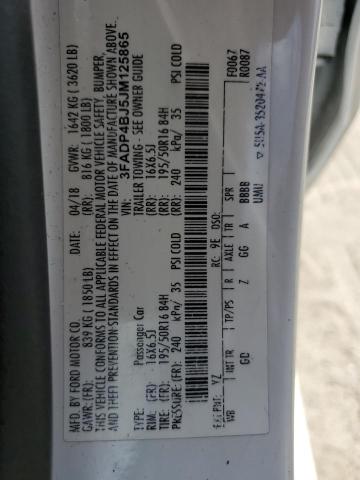 MFD. BY FORD MOTOR CO.
DATE: 04/18 GVWR: 1642 KG ( 3620 LB)
GAWR: (FR): 839 KG (1850 LB) (RR): 816 KG (1800 LB)
THIS VEHICLE CONFORMS TO ALL APPLICABLE FEDERAL MOTOR VEHICLE SAFETY, BUMPER,
AND THEFT PREVENTION STANDARDS IN EFFECT ON THE DATE OF MANUFACTURE SHOWN ABOVE.
VIN: 3FADP4BJ5JM125865
Passenger Car TRAILER TOWING - SEE OWNER GUIDE
RIM: (FR) 16X6.5J (RR): 16X6.5J
TIRE: (FR) 195/50R16 84H (RR): 195/50R16 84H
PRESSURE: (FR): 240 kPa/ 35 PSI COLD (RR): 240 kPa/ 35 PSI COLD
EXT PNT: YZ RC: 9E DSO: F0067
WB INT TR TP/PS R AXLE TR SPR R0087
GD Z GG A BBBB
UMU